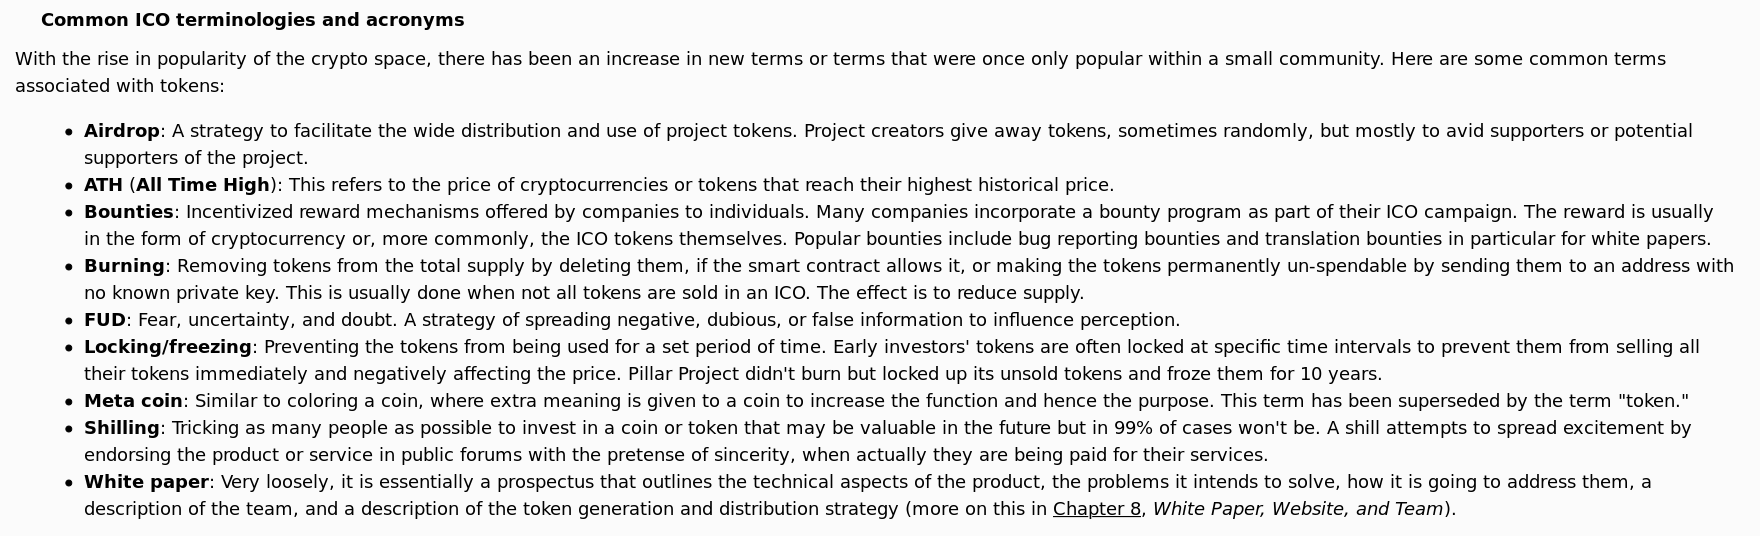 Common ICO terminologies and acronyms
With the rise in popularity of the crypto space, there has been an increase in new terms or terms that were once only popular within a small community. Here are some common terms
associated with tokens:
• Airdrop: A strategy to facilitate the wide distribution and use of project tokens. Project creators give away tokens, sometimes randomly, but mostly to avid supporters or potential
supporters of the project.
• ATH (All Time High): This refers to the price of cryptocurrencies or tokens that reach their highest historical price.
• Bounties: Incentivized reward mechanisms offered by companies to individuals. Many companies incorporate a bounty program as part of their ICO campaign. The reward is usually
in the form of cryptocurrency or, more commonly, the ICO tokens themselves. Popular bounties include bug reporting bounties and translation bounties in particular for white papers.
• Burning: Removing tokens from the total supply by deleting them, if the smart contract allows it, or making the tokens permanently un-spendable by sending them to an address with
no known private key. This is usually done when not all tokens are sold in an ICO. The effect is to reduce supply.
• FUD: Fear, uncertainty, and doubt. A strategy of spreading negative, dubious, or false information to influence perception.
• Locking/freezing: Preventing the tokens from being used for a set period of time. Early investors' tokens are often locked at specific time intervals to prevent them from selling all
their tokens immediately and negatively affecting the price. Pillar Project didn't burn but locked up its unsold tokens and froze them for 10 years.
• Meta coin: Similar to coloring a coin, where extra meaning is given to a coin to increase the function and hence the purpose. This term has been superseded by the term "token."
• Shilling: Tricking as many people as possible to invest in a coin or token that may be valuable in the future but in 99% of cases won't be. A shill attempts to spread excitement by
endorsing the product or service in public forums with the pretense of sincerity, when actually they are being paid for their services.
• White paper: Very loosely, it is essentially a prospectus that outlines the technical aspects of the product, the problems it intends to solve, how it is going to address them, a
description of the team, and a description of the token generation and distribution strategy (more on this in Chapter 8, White Paper, Website, and Team).